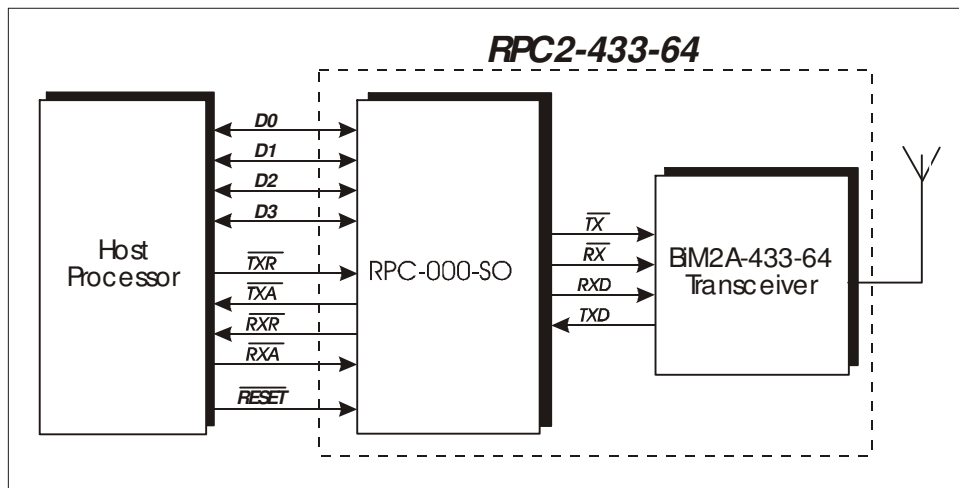 RPC2-433-64
D0
D1
D2
D3
TXR
TXA
RXR
RXA
RESET
Host
Processor
RPC-000-SO
TX
RX
RXD
TXD
BiM2A-433-64
Transceiver